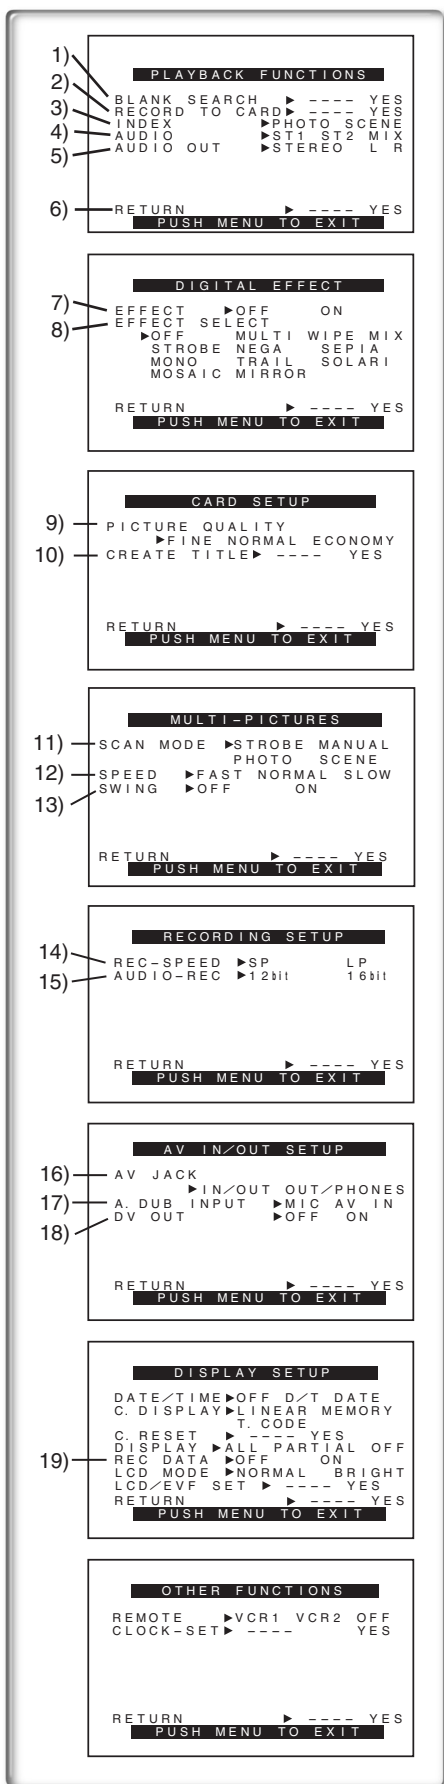 PLAYBACK FUNCTIONS
1) BLANK SEARCH ▶ ---- YES
2) RECORD TO CARD▶ ---- YES
3) INDEX ▶PHOTO SCENE
4) AUDIO ▶ST1 ST2 MIX
5) AUDIO OUT ▶STEREO L R
6) RETURN ▶ ---- YES
PUSH MENU TO EXIT
DIGITAL EFFECT
7) EFFECT ▶OFF ON
8) EFFECT SELECT
▶OFF MULTI WIPE MIX
STROBE NEGA SEPIA
MONO TRAIL SOLARI
MOSAIC MIRROR
RETURN ▶ ---- YES
PUSH MENU TO EXIT
CARD SETUP
9) PICTURE QUALITY
▶FINE NORMAL ECONOMY
10) CREATE TITLE▶ ---- YES
RETURN ▶ ---- YES
PUSH MENU TO EXIT
MULTI-PICTURES
11) SCAN MODE ▶STROBE MANUAL
PHOTO SCENE
12) SPEED ▶FAST NORMAL SLOW
13) SWING ▶OFF ON
RETURN ▶ ---- YES
PUSH MENU TO EXIT
RECORDING SETUP
14) REC-SPEED ▶SP LP
15) AUDIO-REC ▶12bit 16bit
RETURN ▶ ---- YES
PUSH MENU TO EXIT
AV IN/OUT SETUP
16) AV JACK
▶IN/OUT OUT/PHONES
17) A. DUB INPUT ▶MIC AV IN
18) DV OUT ▶OFF ON
RETURN ▶ ---- YES
PUSH MENU TO EXIT
DISPLAY SETUP
DATE/TIME▶OFF D/T DATE
C. DISPLAY▶LINEAR MEMORY
T. CODE
C. RESET ▶ ---- YES
DISPLAY ▶ALL PARTIAL OFF
19) REC DATA ▶OFF ON
LCD MODE ▶NORMAL BRIGHT
LCD/EVF SET ▶ ---- YES
RETURN ▶ ---- YES
PUSH MENU TO EXIT
OTHER FUNCTIONS
REMOTE ▶VCR1 VCR2 OFF
CLOCK-SET▶ ---- YES
RETURN ▶ ---- YES
PUSH MENU TO EXIT